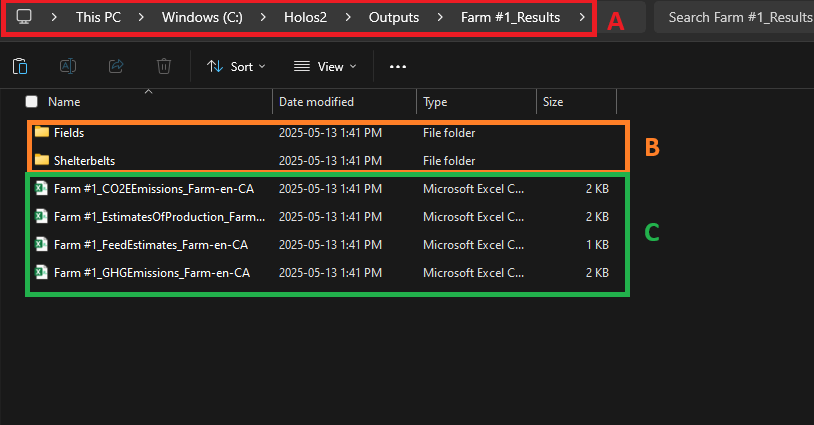 This PC > Windows (C:) > Holos2 > Outputs > Farm #1_Results > A Search Farm #1_Results
Sort View ...
Name Date modified Type Size
Fields 2025-05-13 1:41 PM File folder
B
Shelterbelts 2025-05-13 1:41 PM File folder
Farm #1_CO2EEmissions_Farm-en-CA 2025-05-13 1:41 PM Microsoft Excel C... 2 KB
Farm #1_EstimatesOfProduction_Farm... 2025-05-13 1:41 PM Microsoft Excel C... 2 KB
C
Farm #1_FeedEstimates_Farm-en-CA 2025-05-13 1:41 PM Microsoft Excel C... 1 KB
Farm #1_GHGEmissions_Farm-en-CA 2025-05-13 1:41 PM Microsoft Excel C... 2 KB